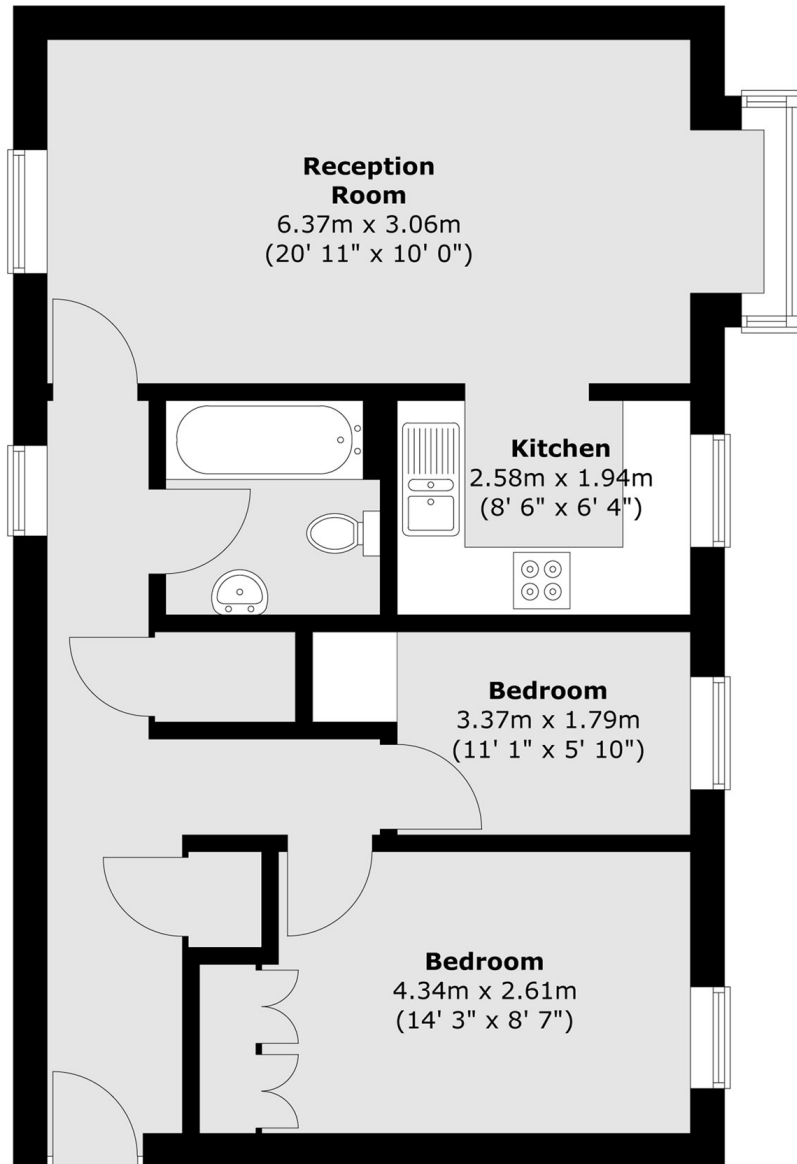 Reception
Room
6.37m x 3.06m
(20' 11" x 10' 0")
Kitchen
2.58m x 1.94m
(8' 6" x 6' 4")
Bedroom
3.37m x 1.79m
(11' 1" x 5' 10")
Bedroom
4.34m x 2.61m
(14' 3" x 8' 7")